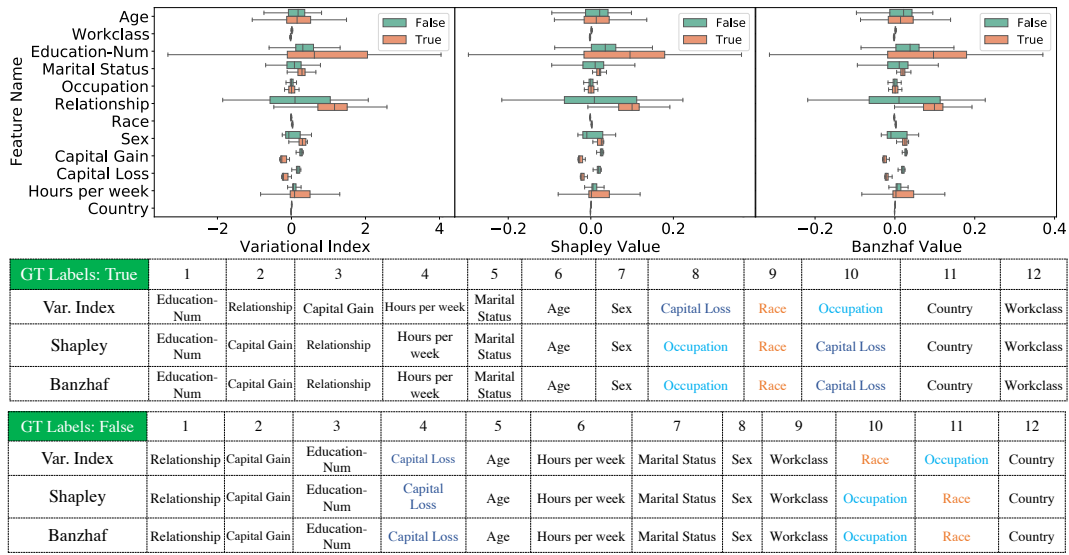 Feature Name
Age
Workclass
Education-Num
Marital Status
Occupation
Relationship
Race
Sex
Capital Gain
Capital Loss
Hours per week
Country
False
True
False
True
False
True
−2 0 2 4
Variational Index
−0.2 0.0 0.2
Shapley Value
−0.2 0.0 0.2 0.4
Banzhaf Value
GT Labels: True 1 2 3 4 5 6 7 8 9 10 11 12
Var. Index Education-Num Relationship Capital Gain Hours per week Marital Status Age Sex Capital Loss Race Occupation Country Workclass
Shapley Education-Num Capital Gain Relationship Hours per week Marital Status Age Sex Occupation Race Capital Loss Country Workclass
Banzhaf Education-Num Capital Gain Relationship Hours per week Marital Status Age Sex Occupation Race Capital Loss Country Workclass
GT Labels: False 1 2 3 4 5 6 7 8 9 10 11 12
Var. Index Relationship Capital Gain Education-Num Capital Loss Age Hours per week Marital Status Sex Workclass Race Occupation Country
Shapley Relationship Capital Gain Education-Num Capital Loss Age Hours per week Marital Status Sex Workclass Occupation Race Country
Banzhaf Relationship Capital Gain Education-Num Capital Loss Age Hours per week Marital Status Sex Workclass Occupation Race Country